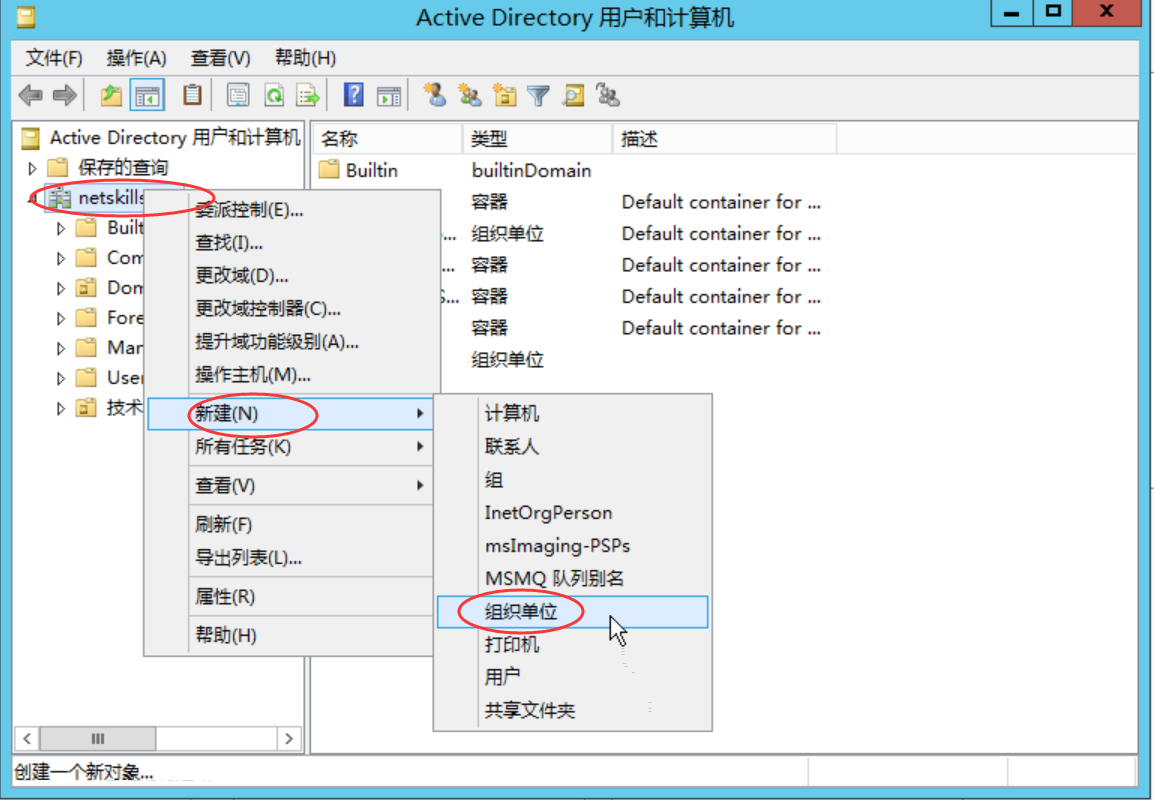 Active Directory 用户和计算机
文件(F) 操作(A) 查看(V) 帮助(H)
Active Directory 用户和计算机
保存的查询
netskills
Built
Com
Dom
Fore
Man
User
技术
名称 类型 描述
Builtin builtinDomain
容器 Default container for ...
... 组织单位 Default container for ...
... 容器 Default container for ...
S... 容器 Default container for ...
容器 Default container for ...
组织单位
委派控制(E)...
查找(I)...
更改域(D)...
更改域控制器(C)...
提升域功能级别(A)...
操作主机(M)...
新建(N)
所有任务(K)
查看(V)
刷新(F)
导出列表(L)...
属性(R)
帮助(H)
计算机
联系人
组
InetOrgPerson
msImaging-PSPs
MSMQ 队列别名
组织单位
打印机
用户
共享文件夹
创建一个新对象...